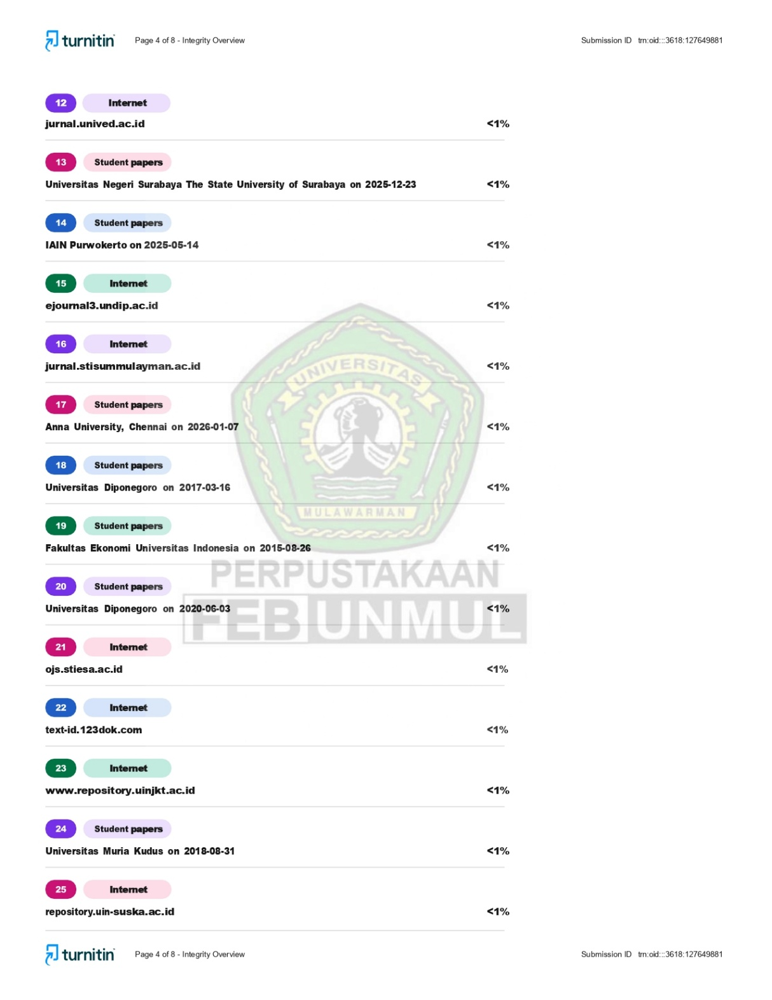 turnitin Page 4 of 8 - Integrity Overview Submission ID trn:oid:::3618:127649881
12 Internet
jurnal.unived.ac.id <1%
13 Student papers
Universitas Negeri Surabaya The State University of Surabaya on 2025-12-23 <1%
14 Student papers
IAIN Purwokerto on 2025-05-14 <1%
15 Internet
ejournal3.undip.ac.id <1%
16 Internet
jurnal.stisummulayman.ac.id <1%
UNIVERSITAS
17 Student papers
Anna University, Chennai on 2026-01-07 <1%
18 Student papers
Universitas Diponegoro on 2017-03-16 <1%
MULAWARMAN
19 Student papers
Fakultas Ekonomi Universitas Indonesia on 2015-08-26 <1%
PERPUSTAKAAN
20 Student papers
Universitas Diponegoro on 2020-06-03 <1%
FEB UNMUL
21 Internet
ojs.stiesa.ac.id <1%
22 Internet
text-id.123dok.com <1%
23 Internet
www.repository.uinjkt.ac.id <1%
24 Student papers
Universitas Muria Kudus on 2018-08-31 <1%
25 Internet
repository.uin-suska.ac.id <1%
turnitin Page 4 of 8 - Integrity Overview Submission ID trn:oid:::3618:127649881